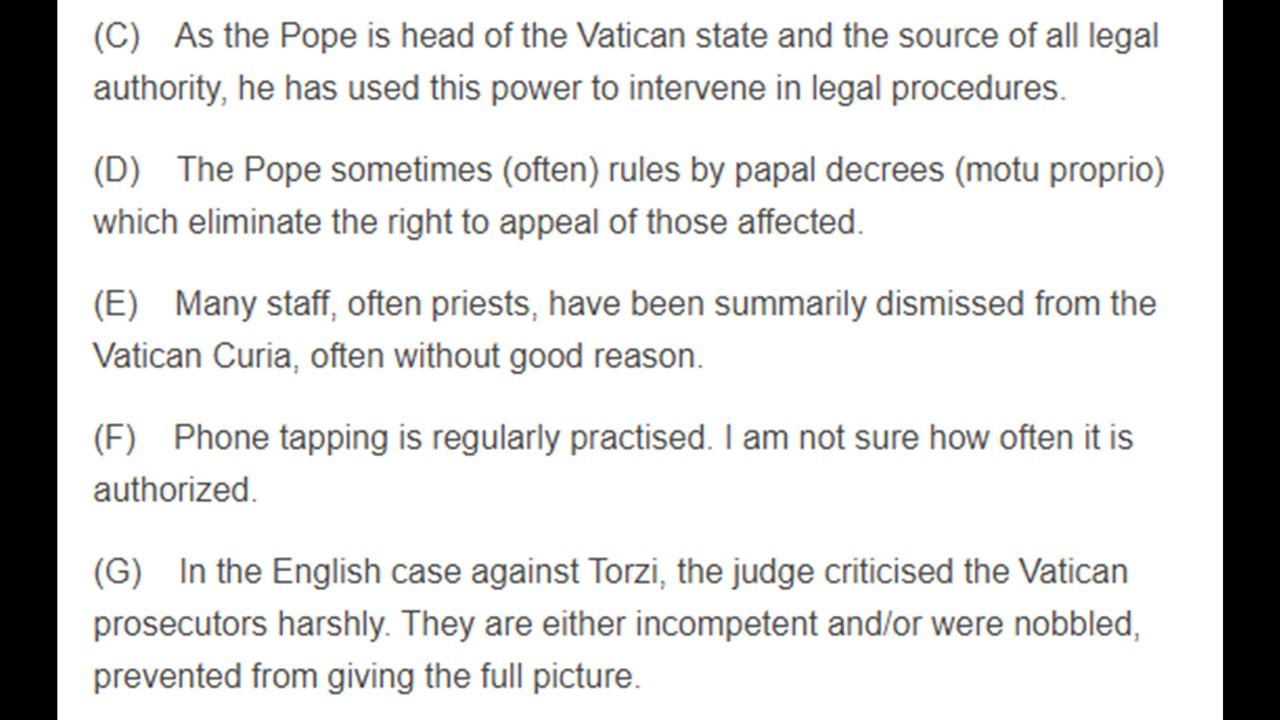 (C) As the Pope is head of the Vatican state and the source of all legal
authority, he has used this power to intervene in legal procedures.
(D) The Pope sometimes (often) rules by papal decrees (motu proprio)
which eliminate the right to appeal of those affected.
(E) Many staff, often priests, have been summarily dismissed from the
Vatican Curia, often without good reason.
(F) Phone tapping is regularly practised. I am not sure how often it is
authorized.
(G) In the English case against Torzi, the judge criticised the Vatican
prosecutors harshly. They are either incompetent and/or were nobbled,
prevented from giving the full picture.